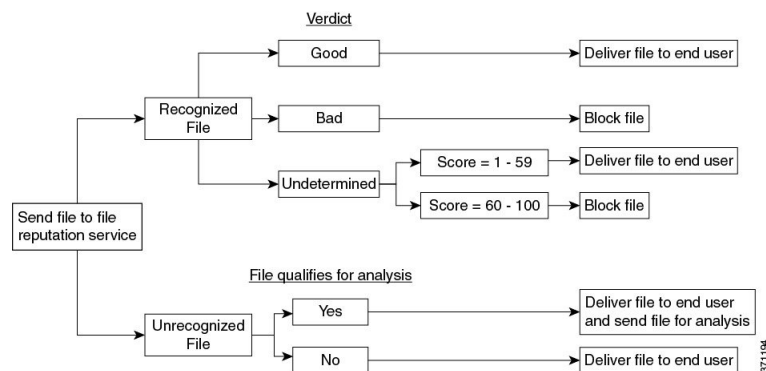 Verdict
Good
Deliver file to end user
Recognized
File
Bad
Block file
Undetermined
Score = 1 - 59
Deliver file to end user
Score = 60 - 100
Block file
Send file to file
reputation service
File qualifies for analysis
Yes
Deliver file to end user
and send file for analysis
Unrecognized
File
No
Deliver file to end user
371194